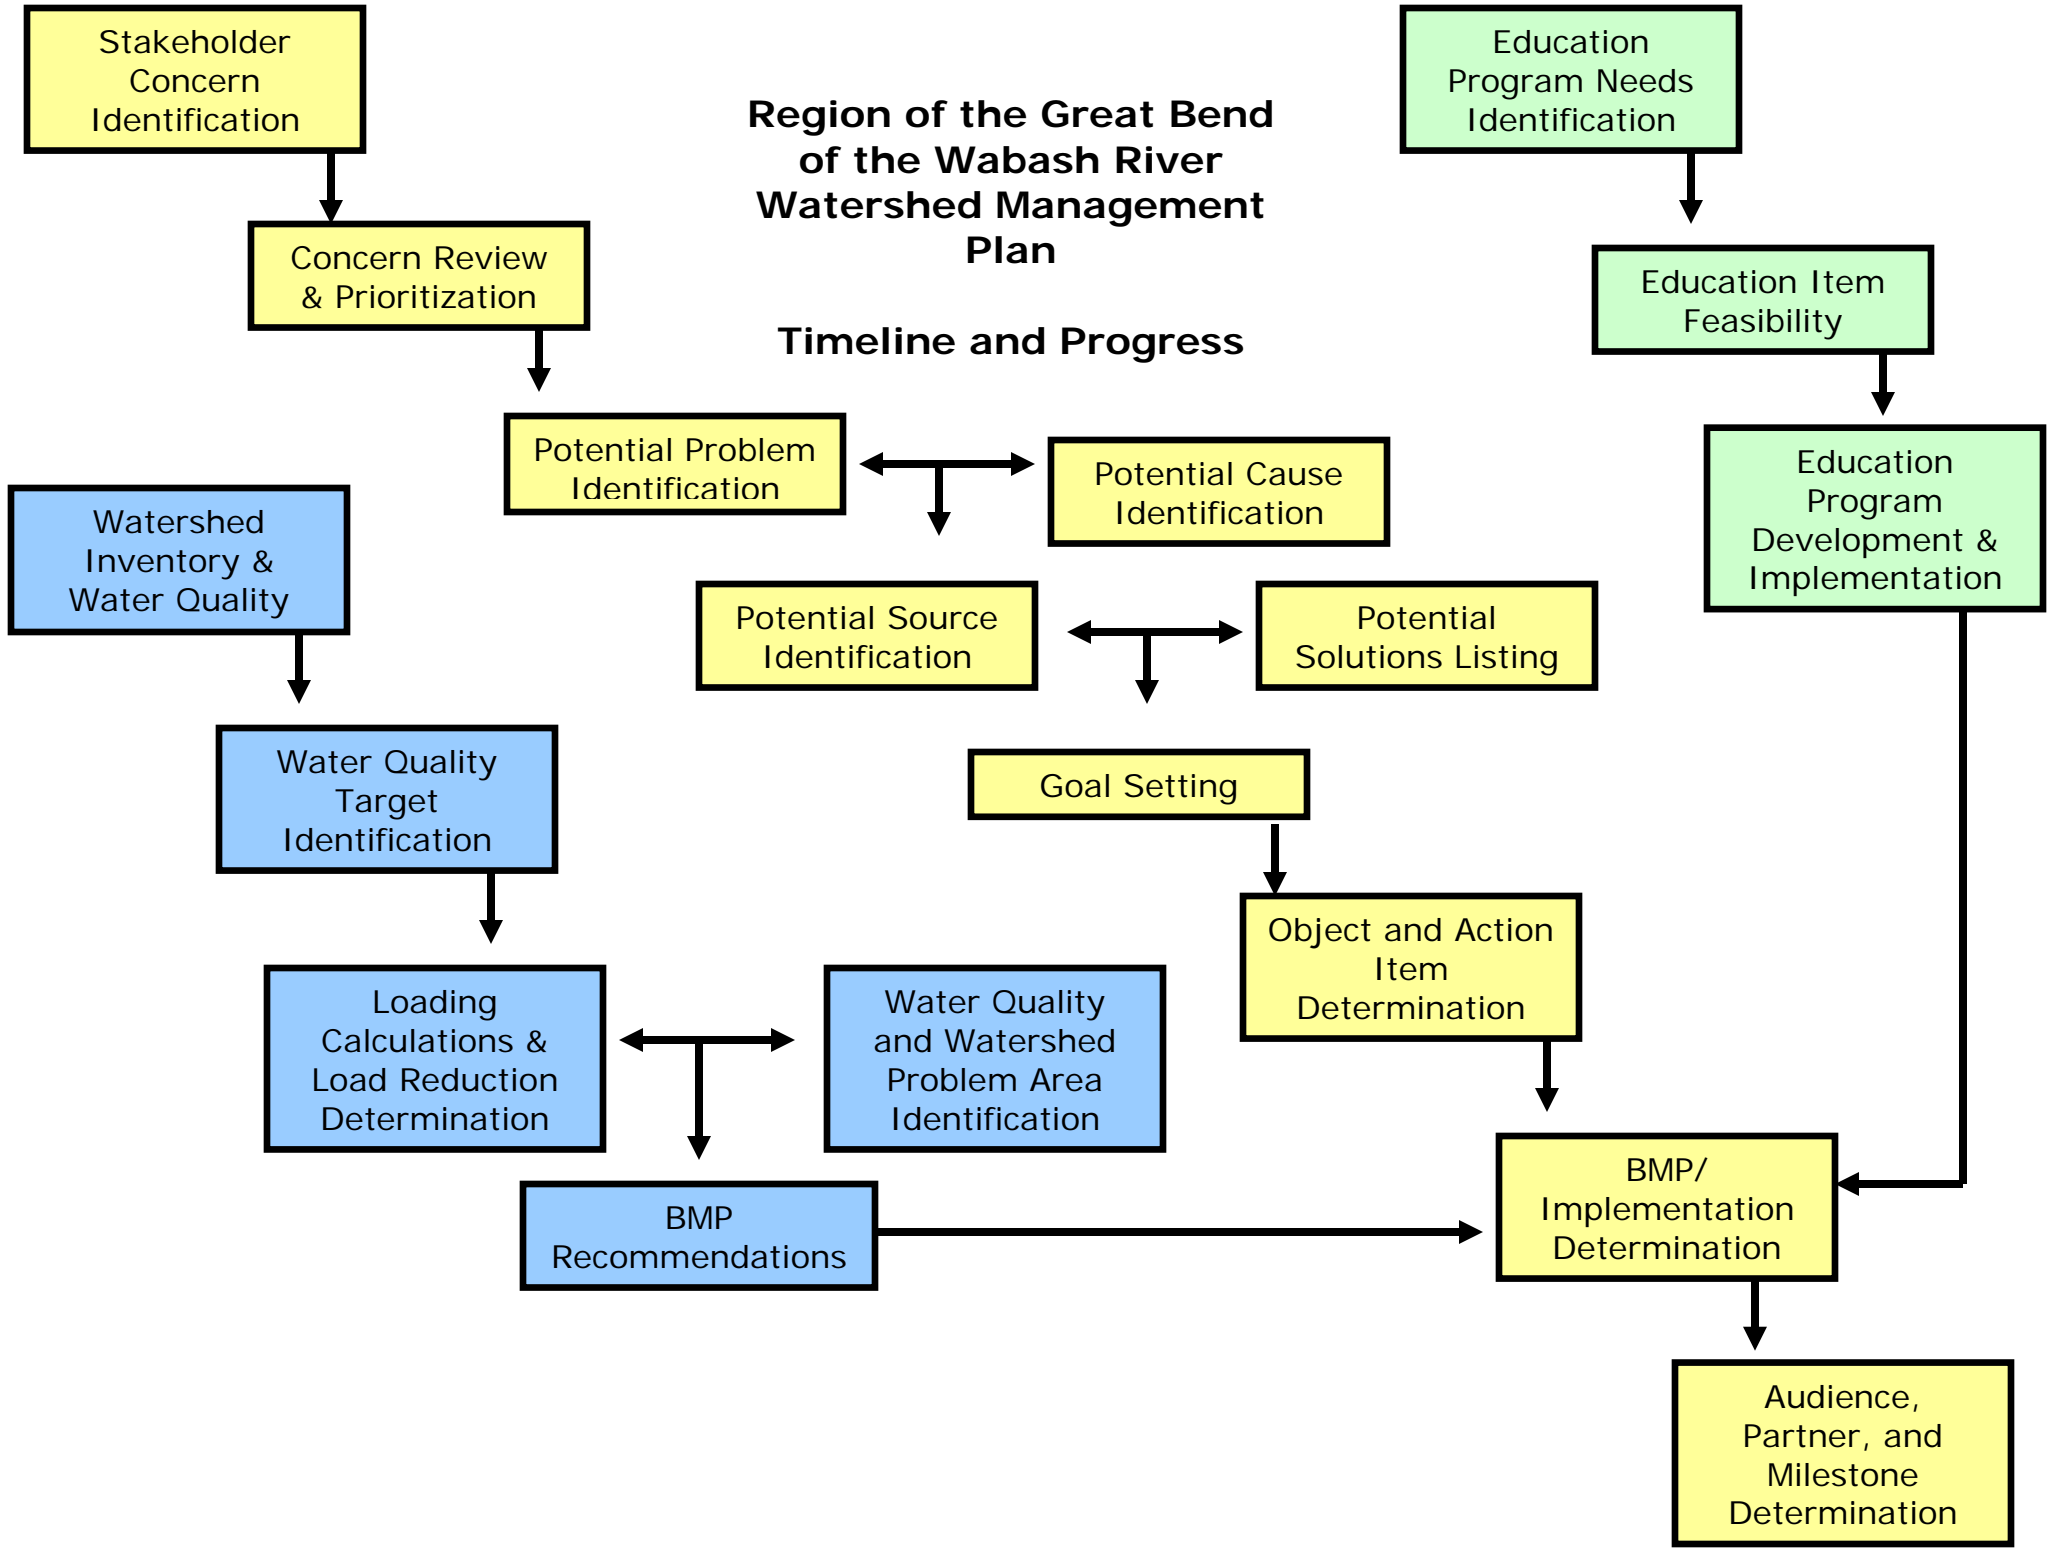 Stakeholder
Concern
Identification
Education
Program Needs
Identification
Region of the Great Bend
of the Wabash River
Watershed Management
Plan
Timeline and Progress
Concern Review
& Prioritization
Education Item
Feasibility
Potential Problem
Identification
Potential Cause
Identification
Education
Program
Development &
Implementation
Watershed
Inventory &
Water Quality
Potential Source
Identification
Potential
Solutions Listing
Water Quality
Target
Identification
Goal Setting
Object and Action
Item
Determination
Loading
Calculations &
Load Reduction
Determination
Water Quality
and Watershed
Problem Area
Identification
BMP
Recommendations
BMP/
Implementation
Determination
Audience,
Partner, and
Milestone
Determination